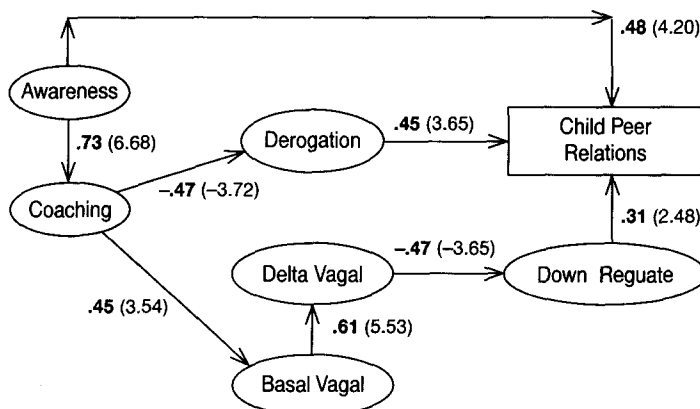 .48 (4.20)
Awareness
.73 (6.68)
Derogation
.45 (3.65)
Child Peer
Relations
–.47 (–3.72)
Coaching
.31 (2.48)
–.47 (–3.65)
Delta Vagal
Down Reguate
.45 (3.54)
.61 (5.53)
Basal Vagal